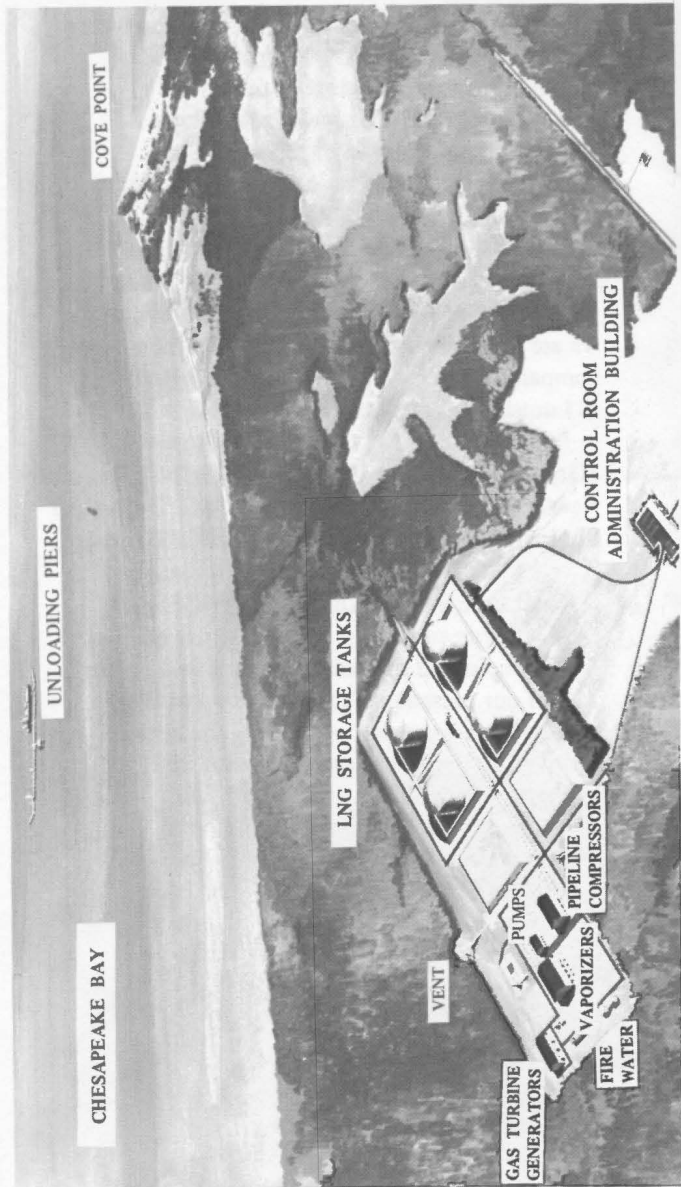 COVE POINT
UNLOADING PIERS
CHESAPEAKE BAY
LNG STORAGE TANKS
VENT
PUMPS
CONTROL ROOM
ADMINISTRATION BUILDING
PIPELINE
COMPRESSORS
VAPORIZERS
GAS TURBINE
GENERATORS
FIRE
WATER